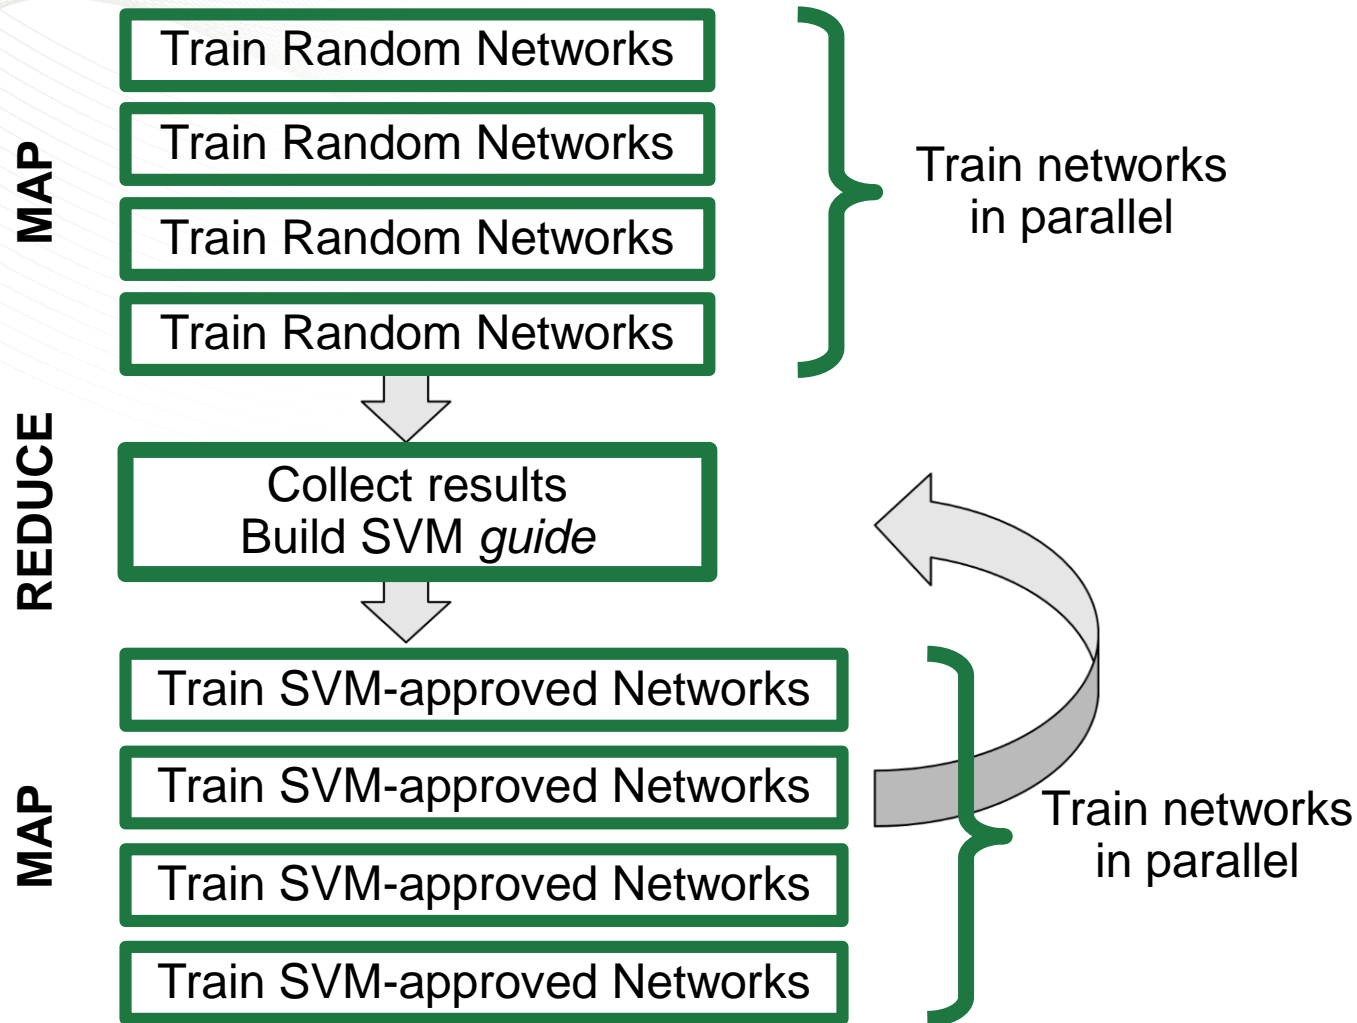 MAP
Train Random Networks
Train Random Networks
Train Random Networks
Train Random Networks
Train networks
in parallel
REDUCE
Collect results
Build SVM guide
MAP
Train SVM-approved Networks
Train SVM-approved Networks
Train SVM-approved Networks
Train SVM-approved Networks
Train networks
in parallel